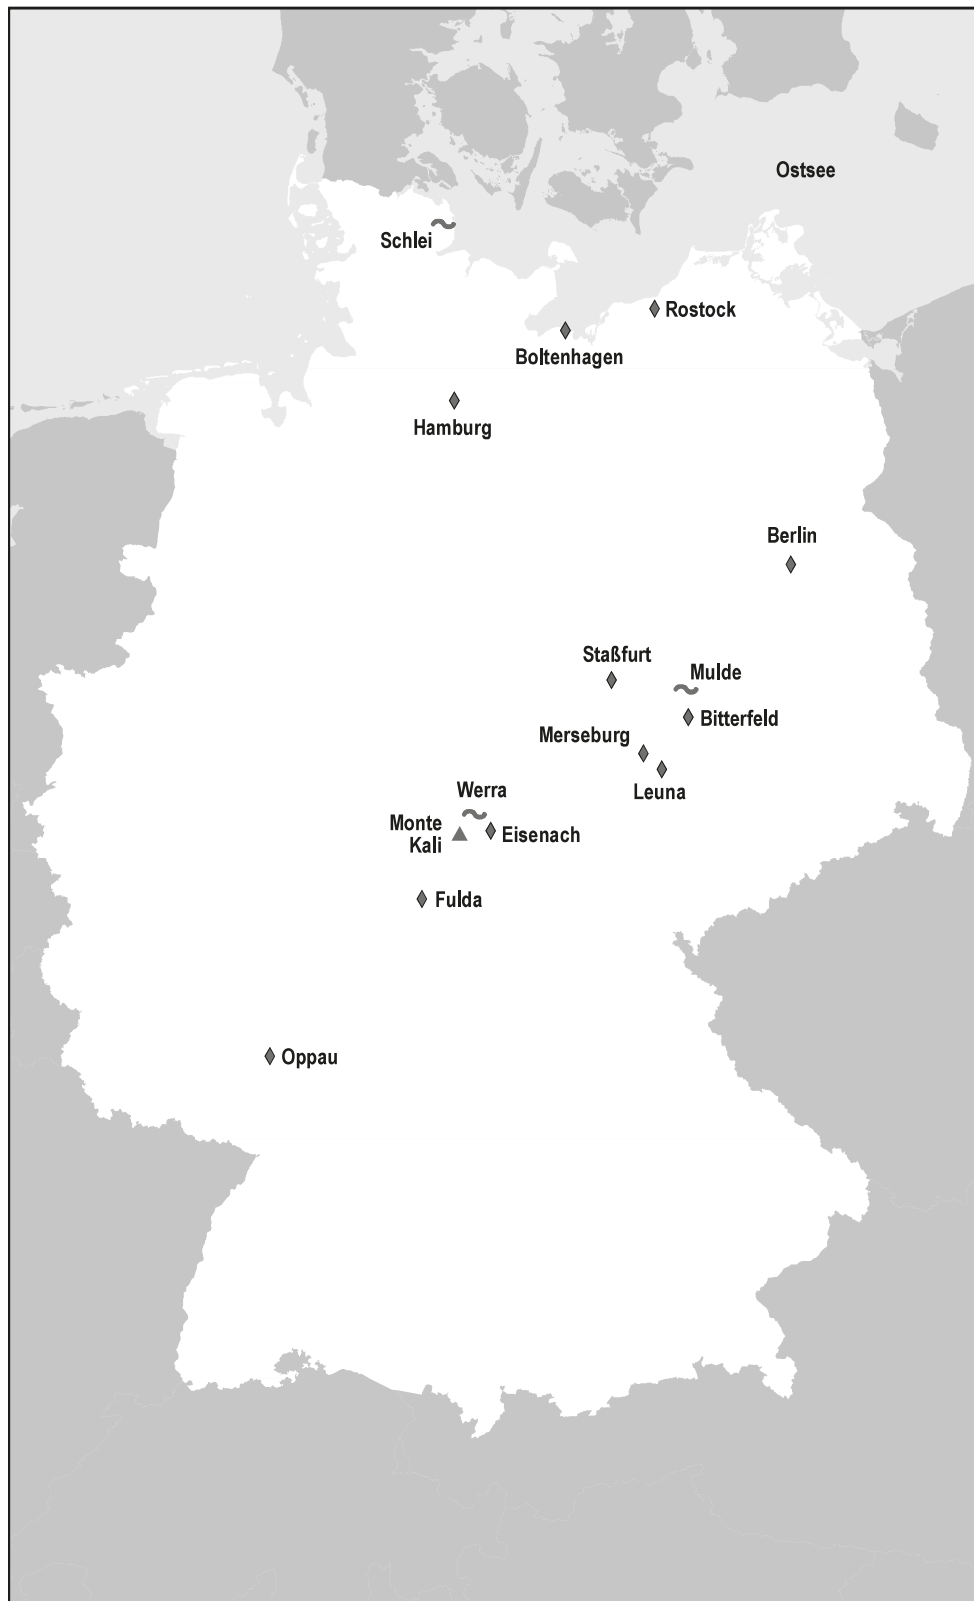 Ostsee
Schlei
Rostock
Boltenhagen
Hamburg
Berlin
Staßfurt
Mulde
Bitterfeld
Merseburg
Leuna
Werra
Monte
Kali
Eisenach
Fulda
Oppau